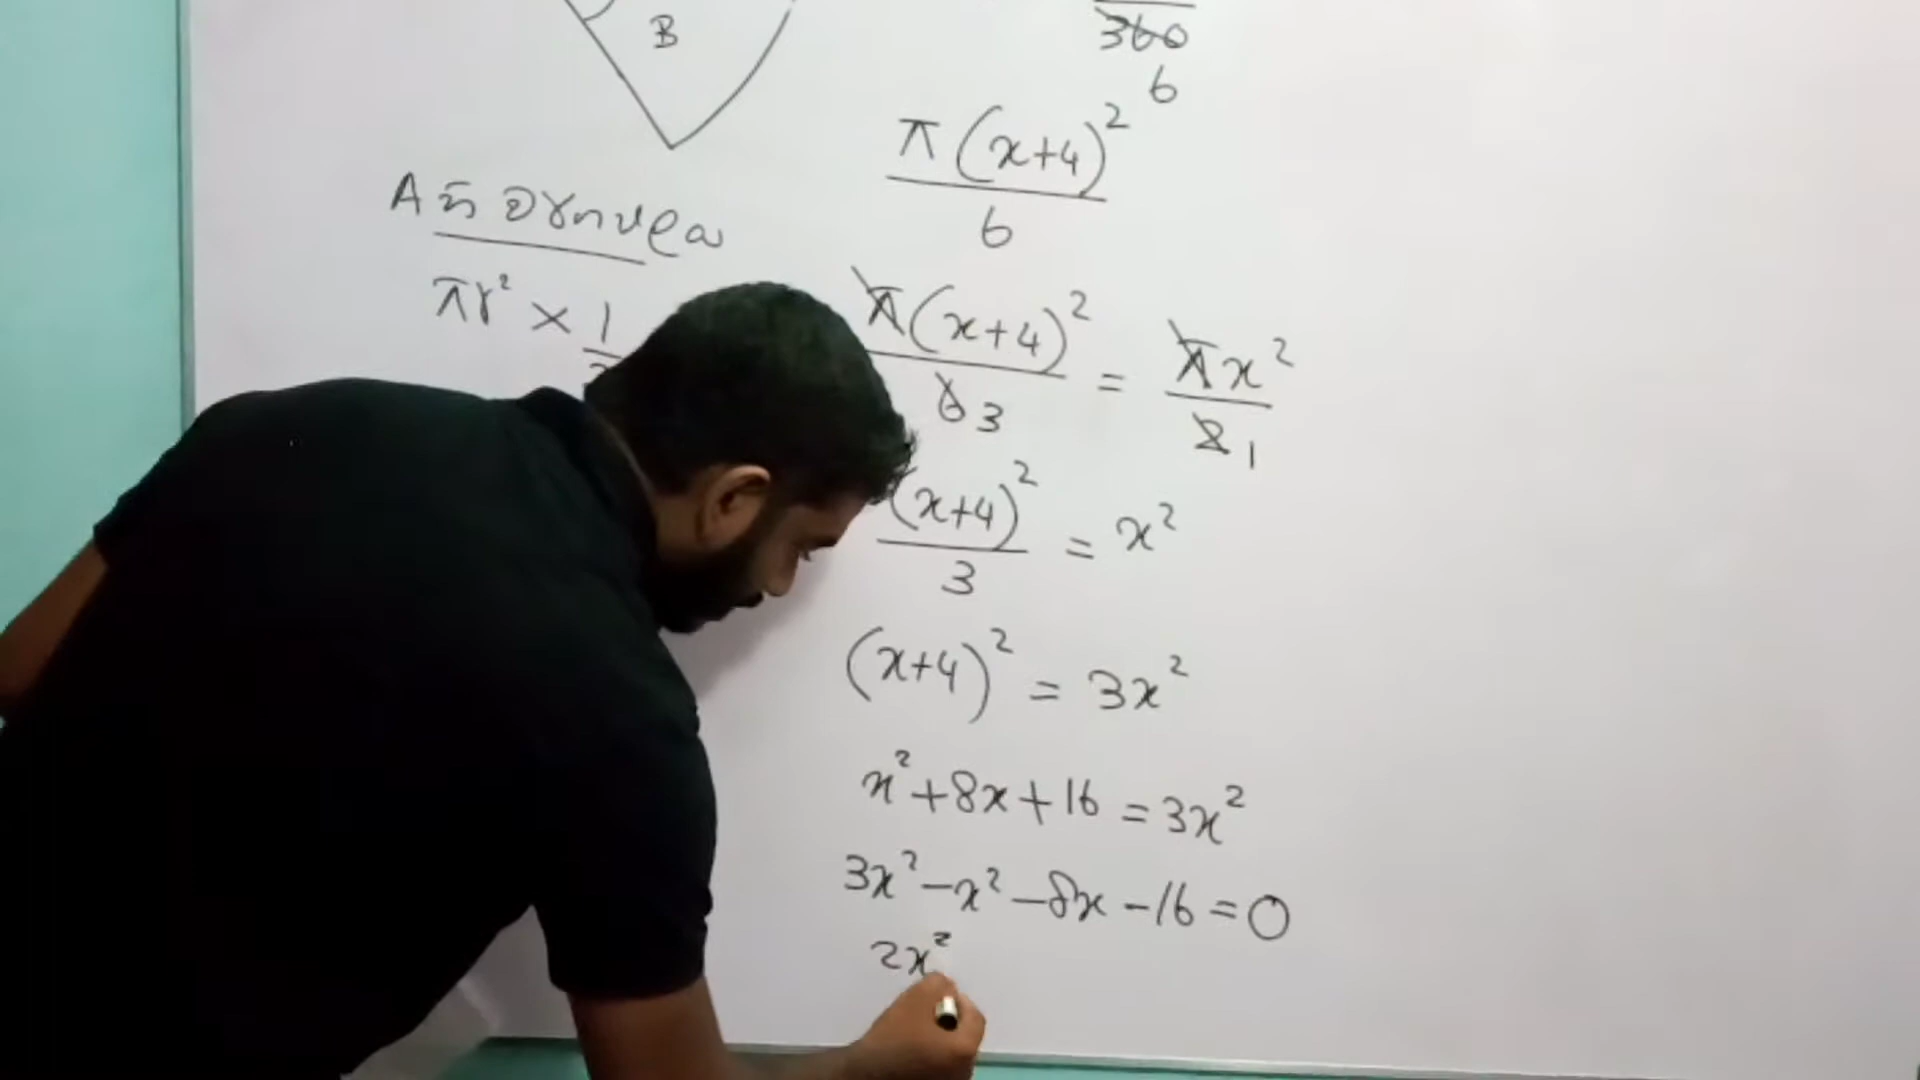 B
360
6
π(x+4)²
6
A හි වර්ගඵලය
πr² × 1
π(x+4)² = πx²
6 3 2 1
(x+4)² = x²
3
(x+4)² = 3x²
x²+8x+16 = 3x²
3x²-x²-8x-16=0
2x²